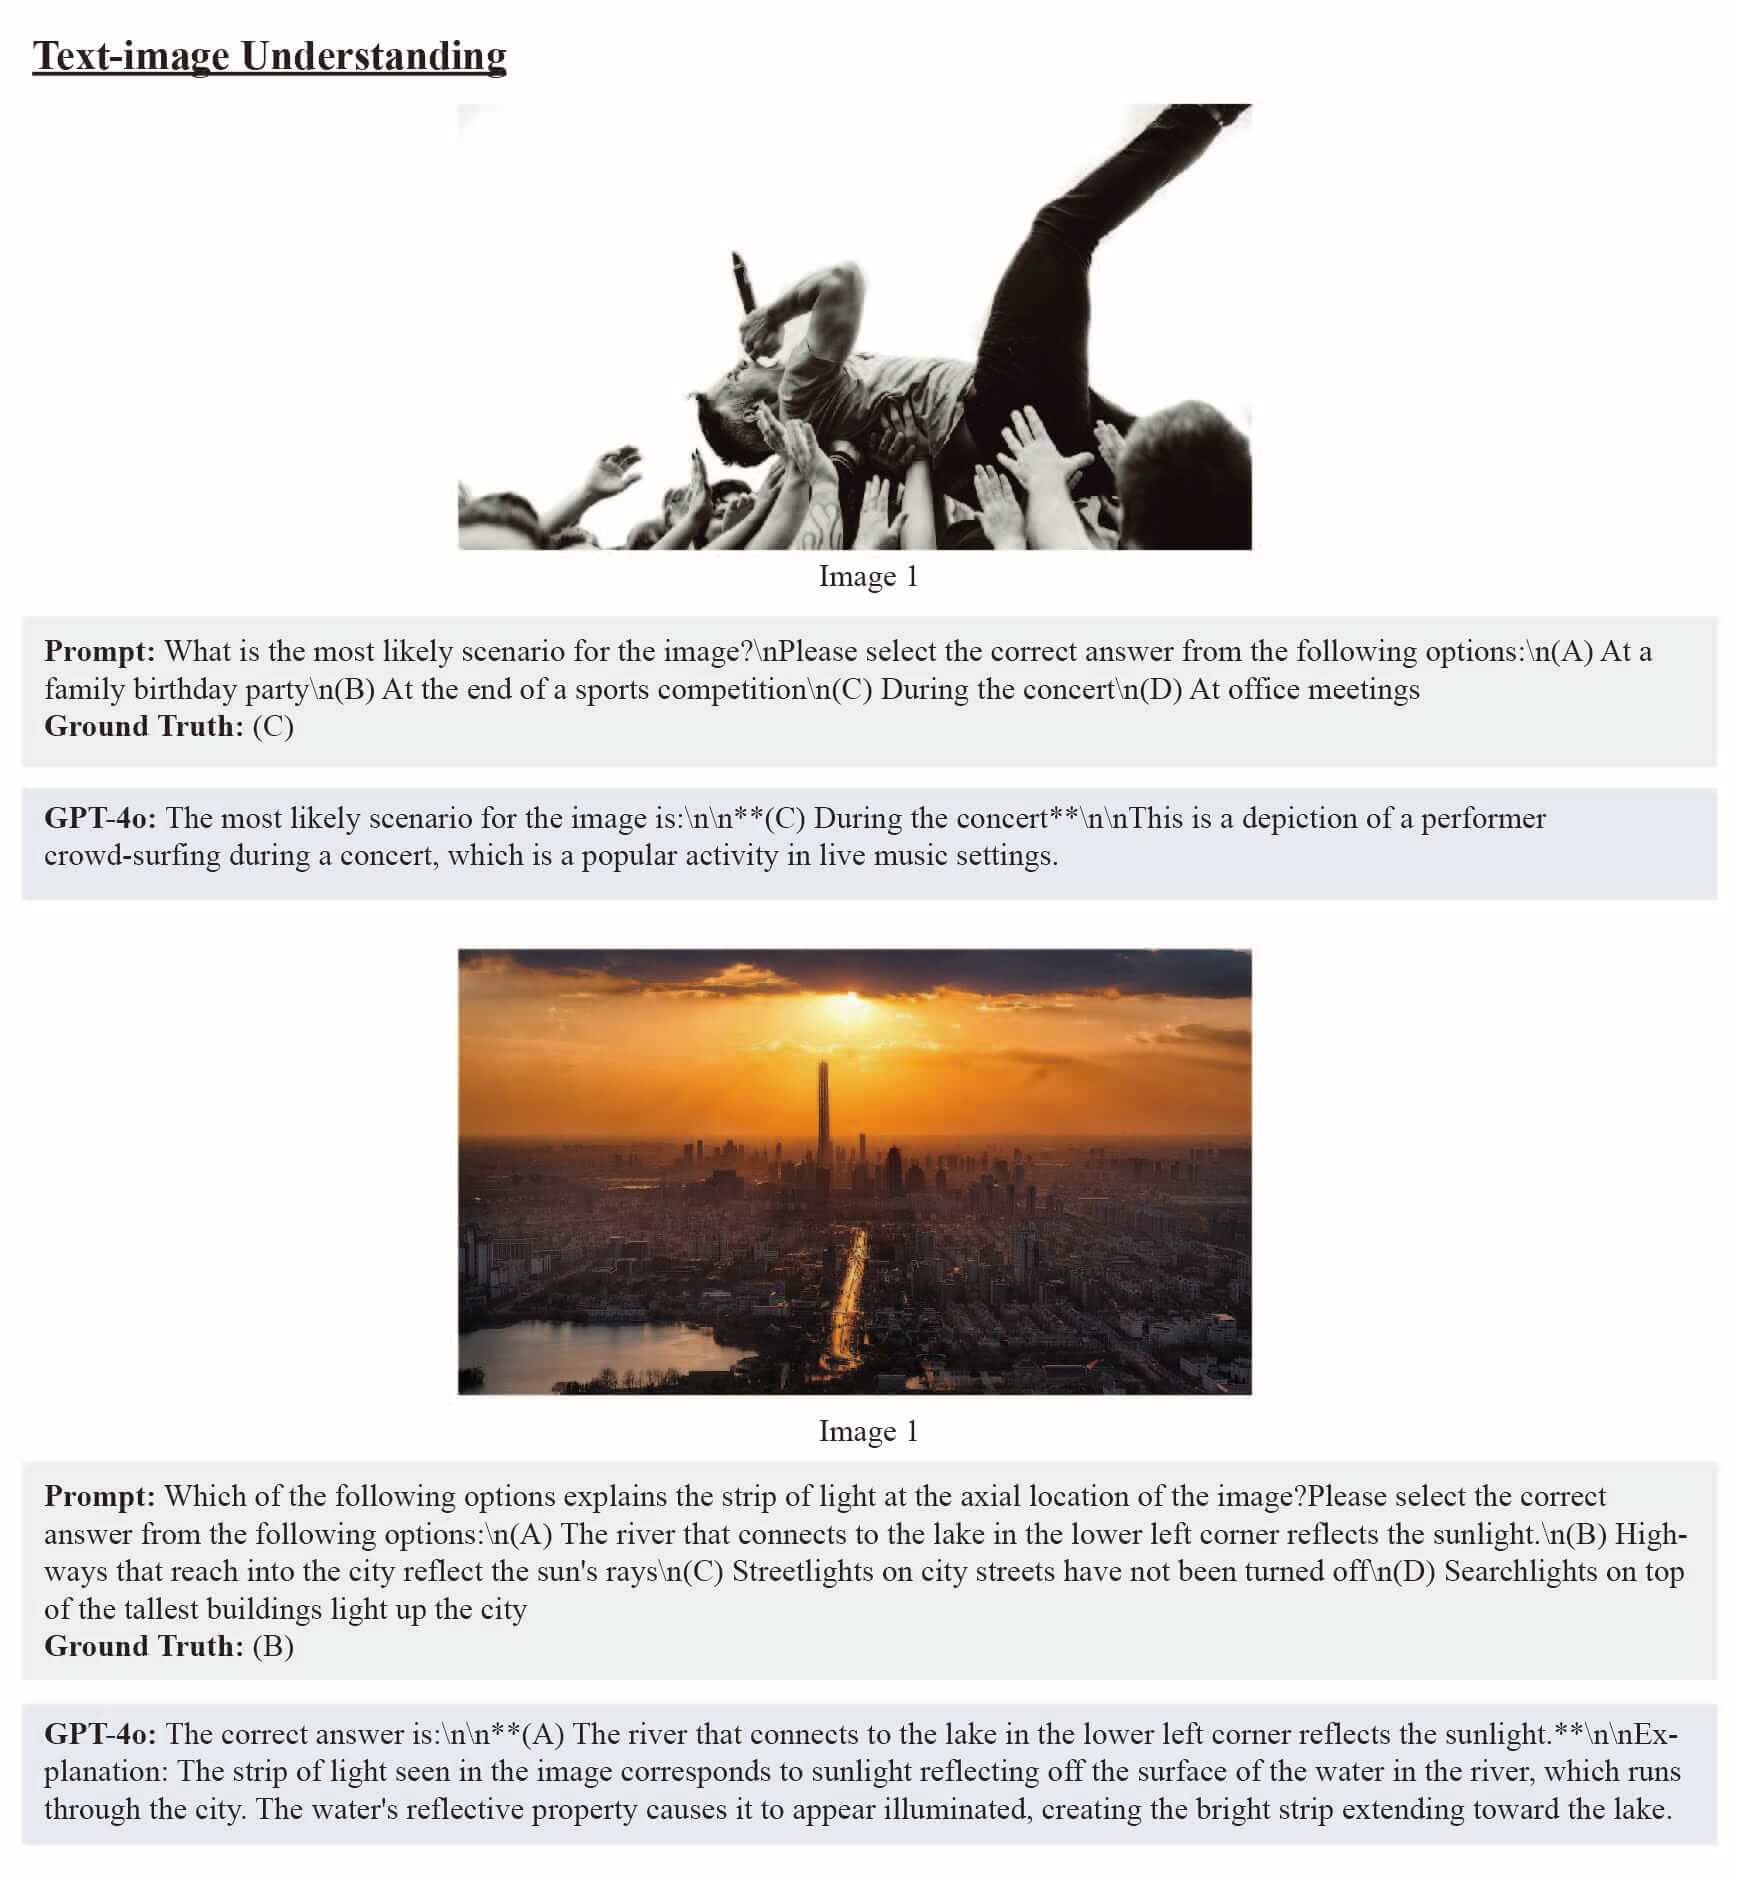 Text-image Understanding
Image 1
Prompt: What is the most likely scenario for the image?\nPlease select the correct answer from the following options:\n(A) At a
family birthday party\n(B) At the end of a sports competition\n(C) During the concert\n(D) At office meetings
Ground Truth: (C)
GPT-4o: The most likely scenario for the image is:\n\n**(C) During the concert**\n\nThis is a depiction of a performer
crowd-surfing during a concert, which is a popular activity in live music settings.
Image 1
Prompt: Which of the following options explains the strip of light at the axial location of the image?Please select the correct
answer from the following options:\n(A) The river that connects to the lake in the lower left corner reflects the sunlight.\n(B) High-
ways that reach into the city reflect the sun's rays\n(C) Streetlights on city streets have not been turned off\n(D) Searchlights on top
of the tallest buildings light up the city
Ground Truth: (B)
GPT-4o: The correct answer is:\n\n**(A) The river that connects to the lake in the lower left corner reflects the sunlight.**\n\nEx-
planation: The strip of light seen in the image corresponds to sunlight reflecting off the surface of the water in the river, which runs
through the city. The water's reflective property causes it to appear illuminated, creating the bright strip extending toward the lake.